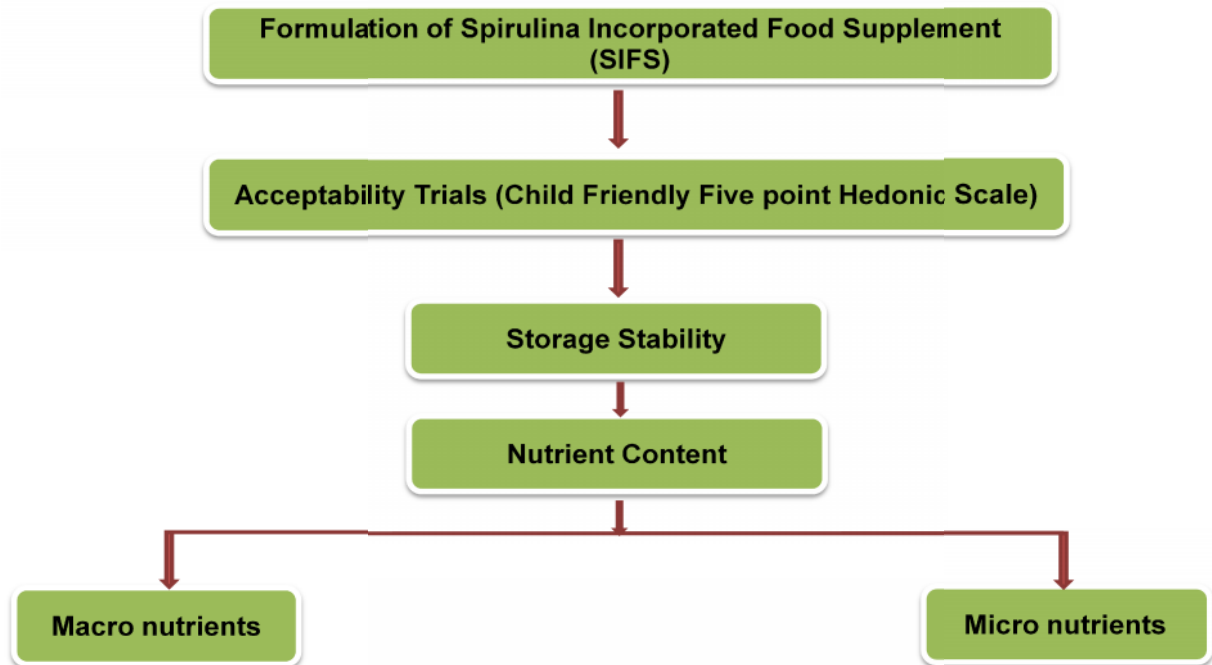 Formulation of Spirulina Incorporated Food Supplement
(SIFS)
Acceptability Trials (Child Friendly Five point Hedonic Scale)
Storage Stability
Nutrient Content
Macro nutrients
Micro nutrients